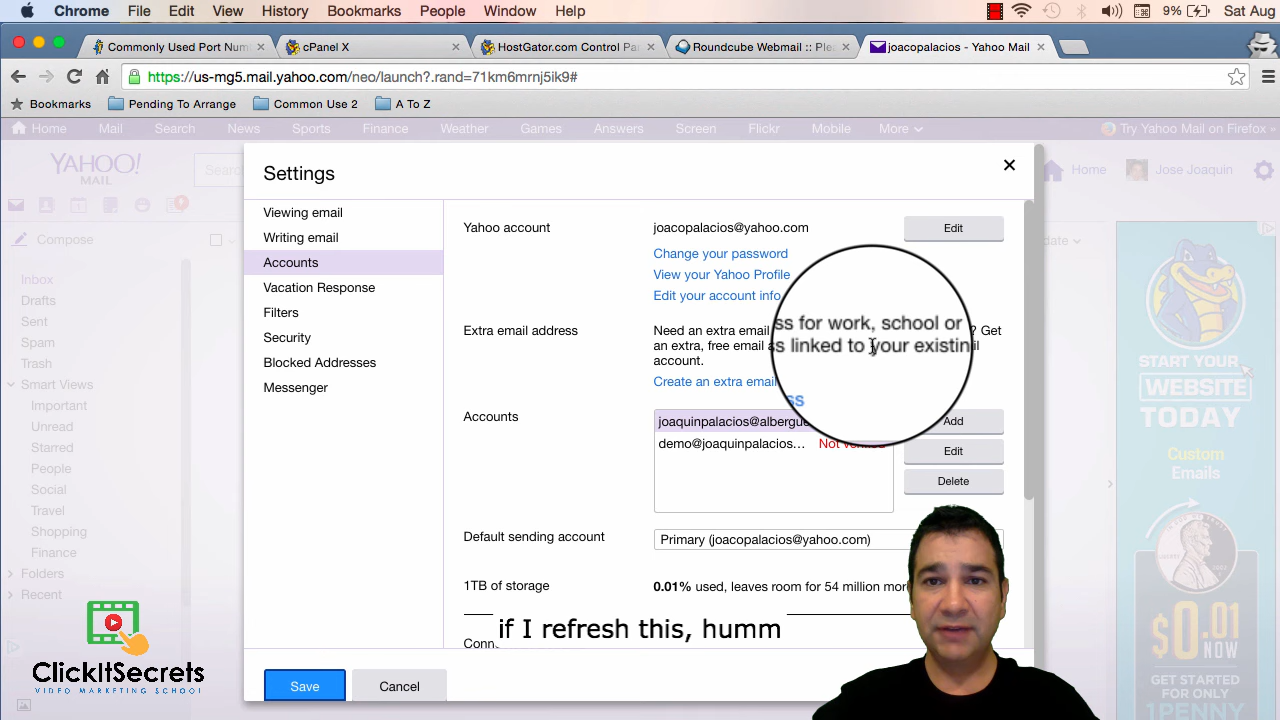 Chrome File Edit View History Bookmarks People Window Help 9% Sat Aug
Commonly Used Port Num
cPanel X
HostGator.com Control Pa
Roundcube Webmail :: Ple
joacopalacios - Yahoo Mail
https://us-mg5.mail.yahoo.com/neo/launch?.rand=71km6mrnj5ik9#
Bookmarks Pending To Arrange Common Use 2 A To Z
Home Mail Search News Sports Finance Weather Games Answers Screen Flickr Mobile More Try Yahoo Mail on Firefox »
YAHOO!
MAIL
Search
Home
Jose Joaquin
Compose
Inbox
Drafts
Sent
Spam
Trash
Smart Views
Important
Unread
Starred
People
Social
Travel
Shopping
Finance
Folders
Recent
Settings
Viewing email
Writing email
Accounts
Vacation Response
Filters
Security
Blocked Addresses
Messenger
Yahoo account
joacopalacios@yahoo.com
Edit
Change your password
View your Yahoo Profile
Edit your account info
Extra email address
Need an extra email
ss for work, school or
? Get
an extra, free email a
s linked to your existin
il
account.
Create an extra email
ss
Accounts
joaquinpalacios@albergue
Add
demo@joaquinpalacios... Not verified
Edit
Delete
Default sending account
Primary (joacopalacios@yahoo.com)
1TB of storage
0.01% used, leaves room for 54 million mor
Conn
if I refresh this, humm
Save
Cancel
ClickItSecrets
VIDEO MARKETING SCHOOL
START YOUR
WEBSITE
TODAY
Custom
Emails
$0.01
NOW
GET STARTED
FOR ONLY
1PENNY